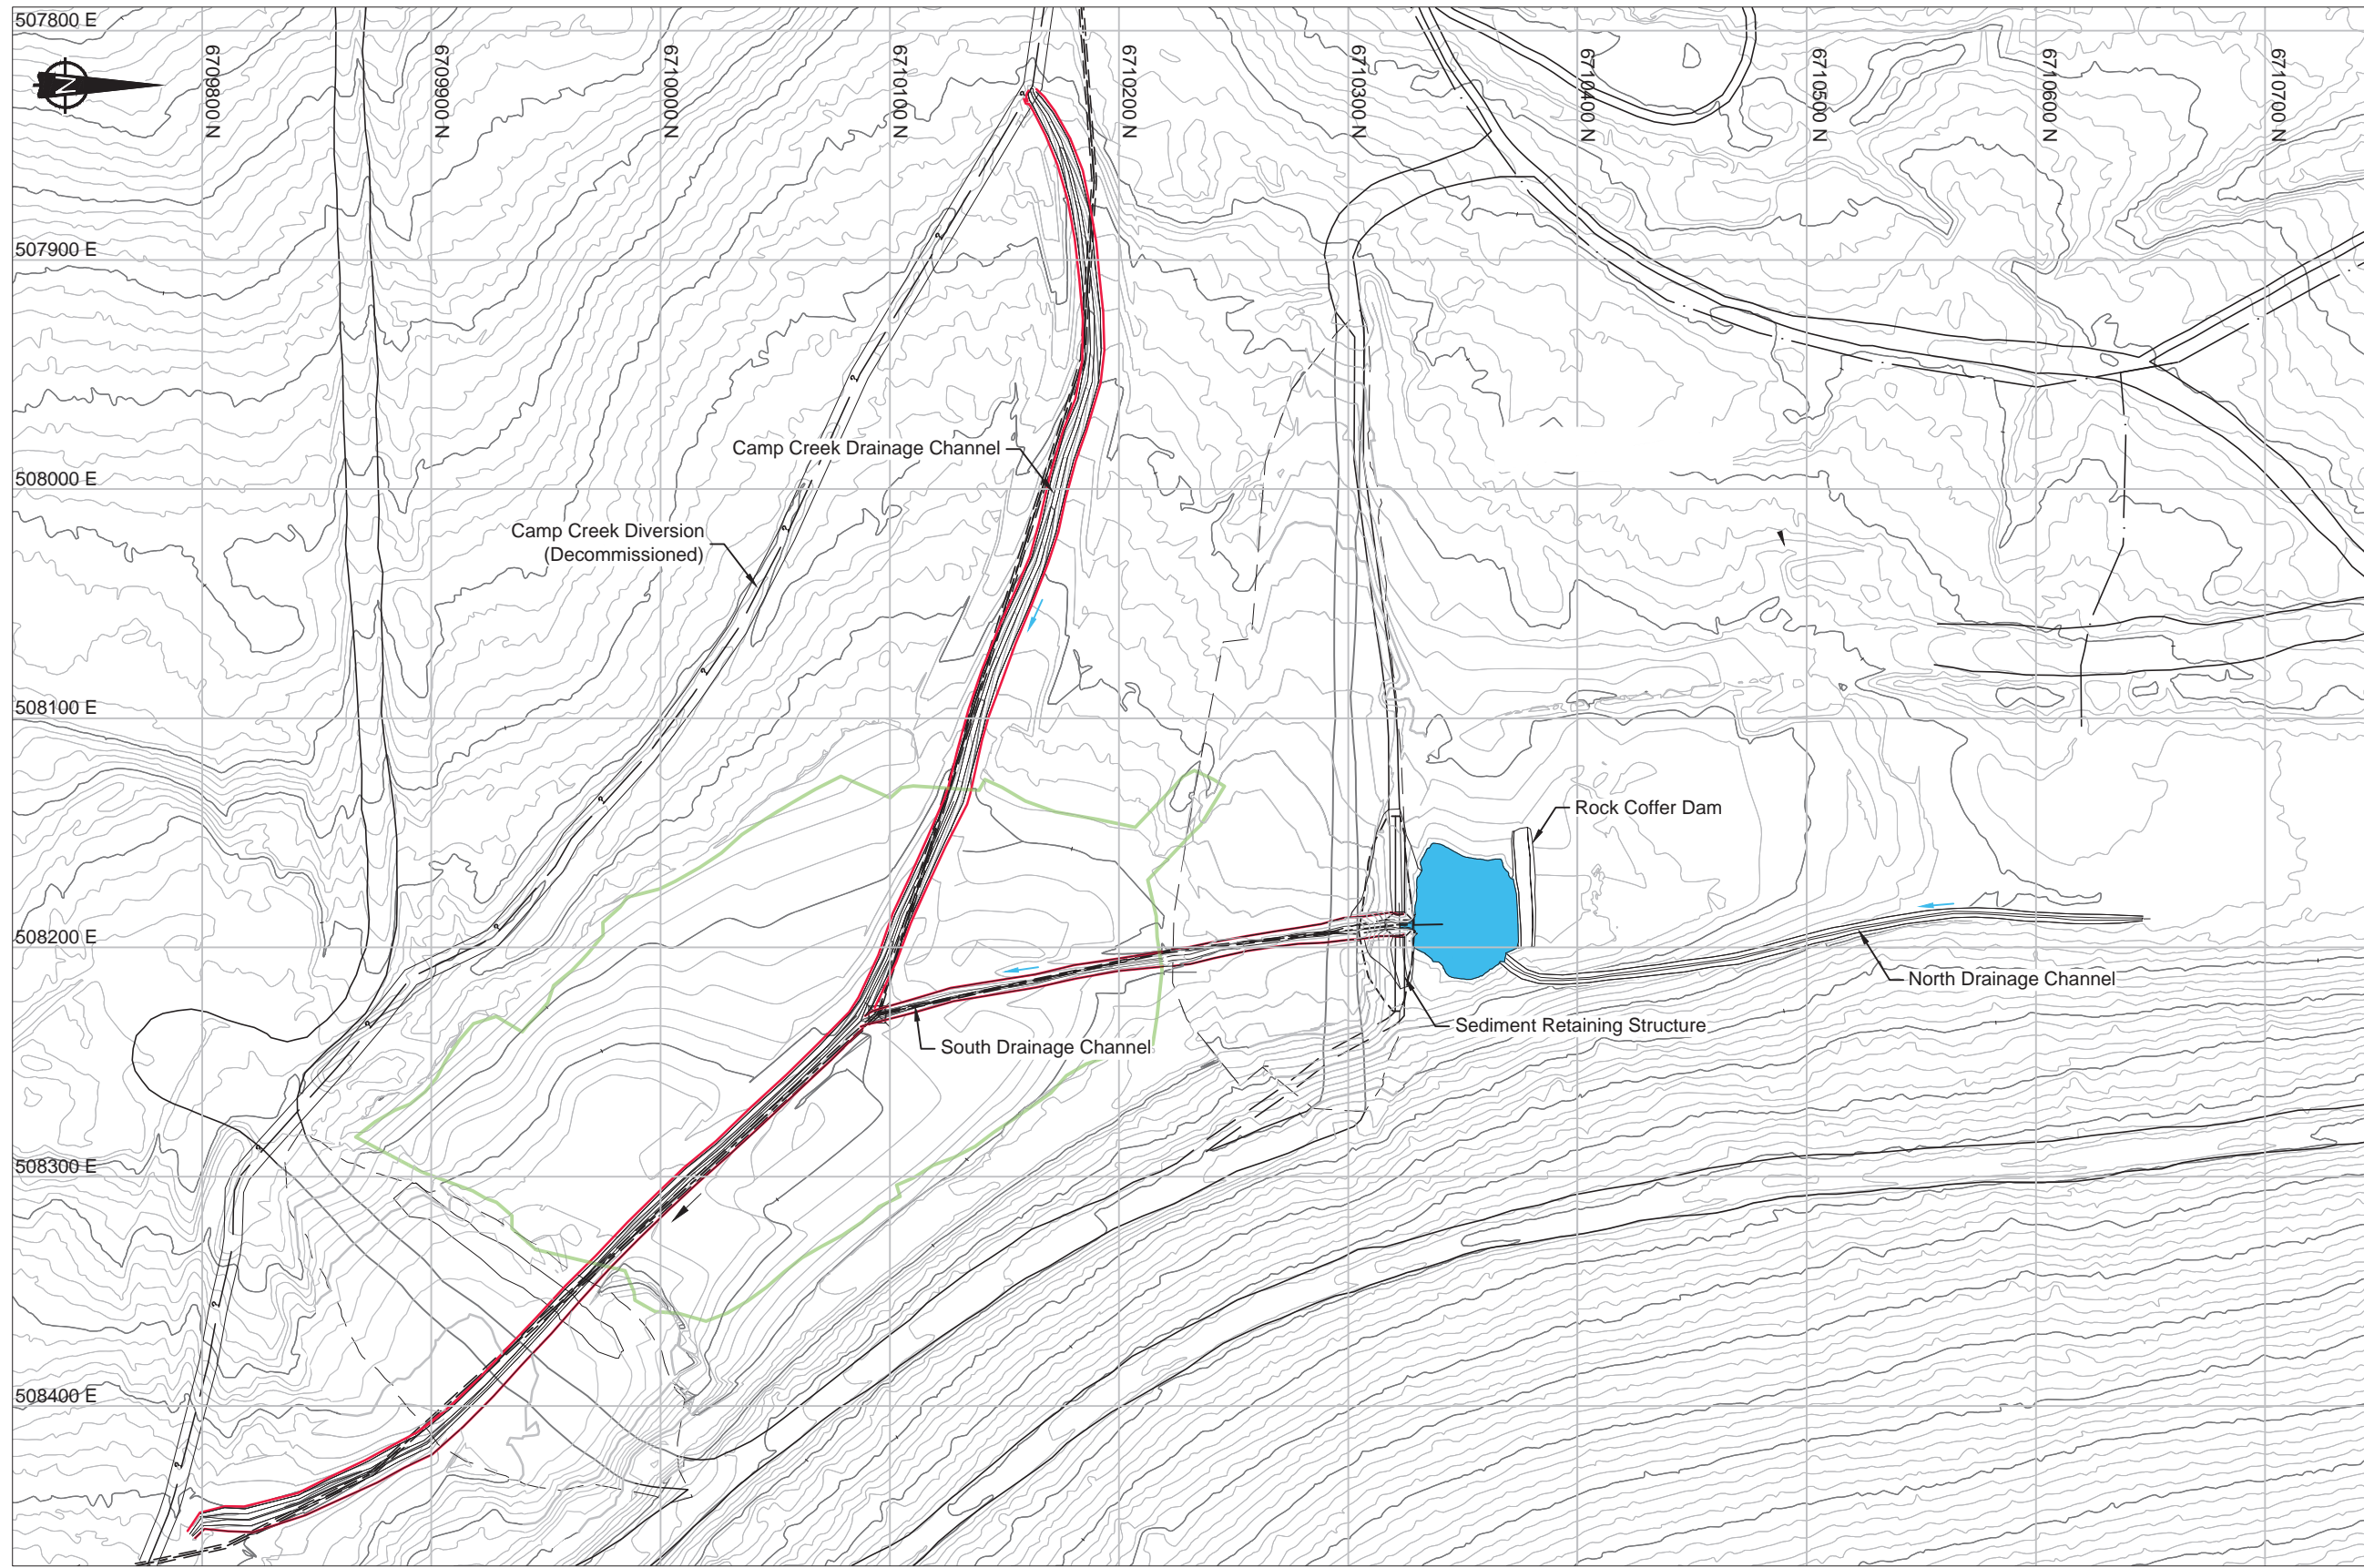 507800 E
6709800 N
6709900 N
6710000 N
6710100 N
6710200 N
6710300 N
6710400 N
6710500 N
6710600 N
6710700 N
N
507900 E
Camp Creek Drainage Channel
508000 E
Camp Creek Diversion
(Decommissioned)
508100 E
Rock Coffer Dam
508200 E
North Drainage Channel
Sediment Retaining Structure
South Drainage Channel
508300 E
508400 E